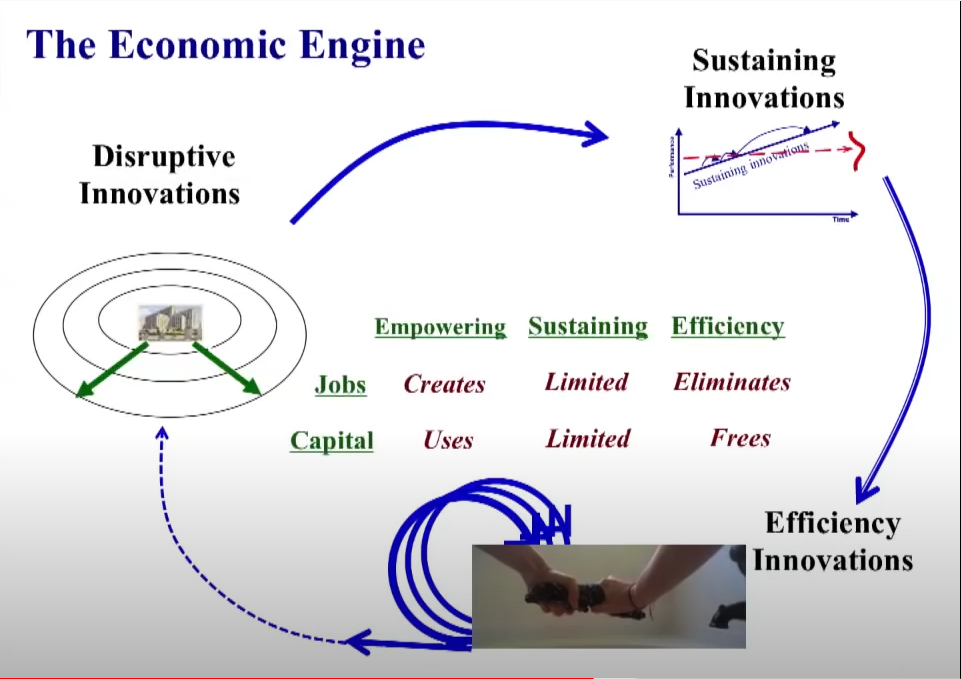 The Economic Engine
Sustaining
Innovations
Disruptive
Innovations
Performance
Sustaining innovations
Time
Empowering Sustaining Efficiency
Jobs Creates Limited Eliminates
Capital Uses Limited Frees
Efficiency
Innovations